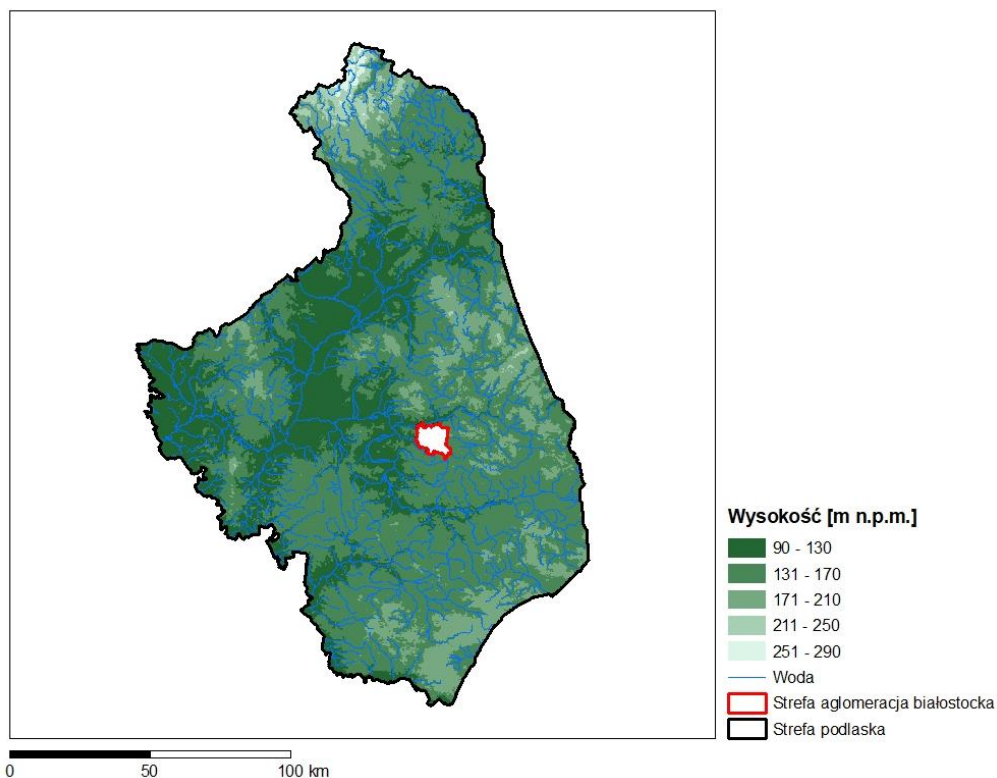 Wysokość [m n.p.m.]
90 - 130
131 - 170
171 - 210
211 - 250
251 - 290
Woda
Strefa aglomeracja białostocka
Strefa podlaska
0 50 100 km